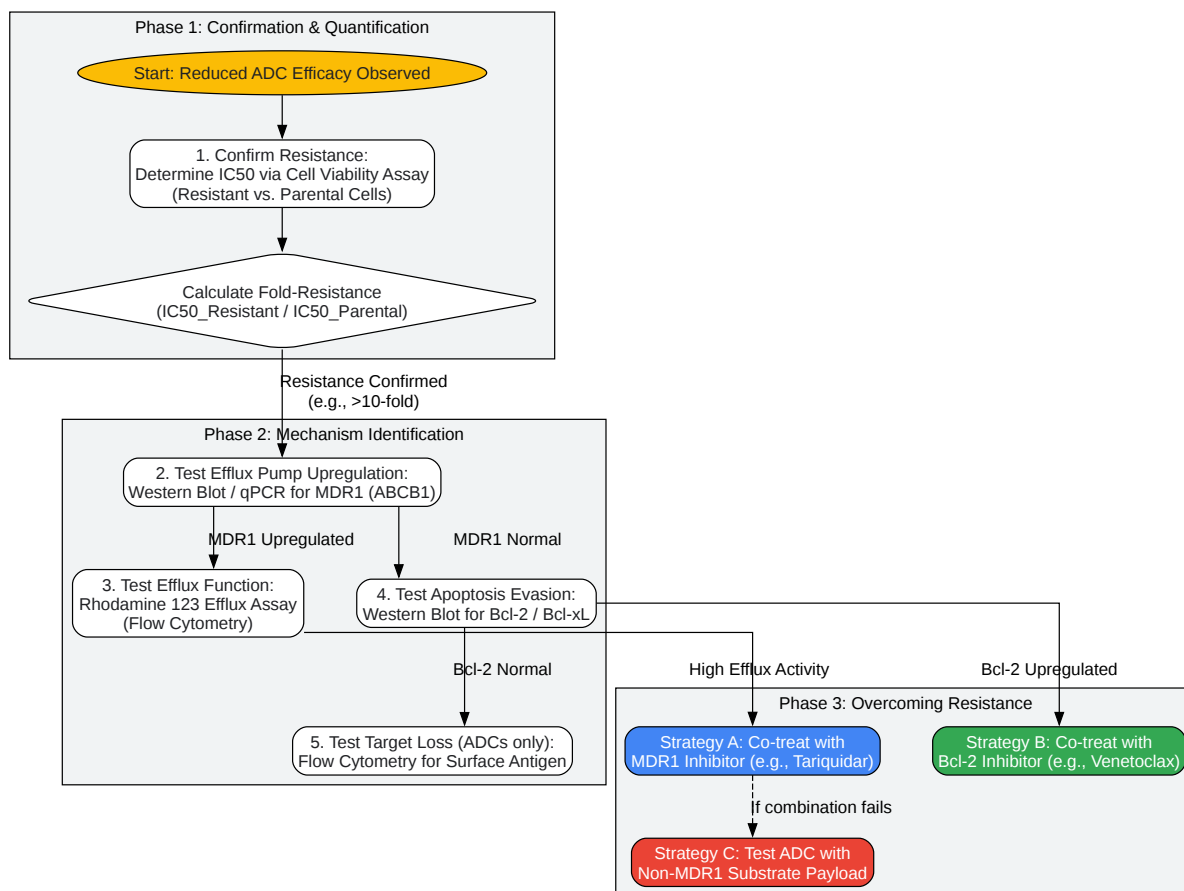 Phase 1: Confirmation & Quantification
Start: Reduced ADC Efficacy Observed
1. Confirm Resistance:
Determine IC50 via Cell Viability Assay
(Resistant vs. Parental Cells)
Calculate Fold-Resistance
(IC50_Resistant / IC50_Parental)
Resistance Confirmed
(e.g., >10-fold)
Phase 2: Mechanism Identification
2. Test Efflux Pump Upregulation:
Western Blot / qPCR for MDR1 (ABCB1)
MDR1 Upregulated
MDR1 Normal
3. Test Efflux Function:
Rhodamine 123 Efflux Assay
(Flow Cytometry)
4. Test Apoptosis Evasion:
Western Blot for Bcl-2 / Bcl-xL
Bcl-2 Normal
High Efflux Activity
Bcl-2 Upregulated
5. Test Target Loss (ADCs only):
Flow Cytometry for Surface Antigen
Phase 3: Overcoming Resistance
Strategy A: Co-treat with
MDR1 Inhibitor (e.g., Tariquidar)
Strategy B: Co-treat with
Bcl-2 Inhibitor (e.g., Venetoclax)
If combination fails
Strategy C: Test ADC with
Non-MDR1 Substrate Payload